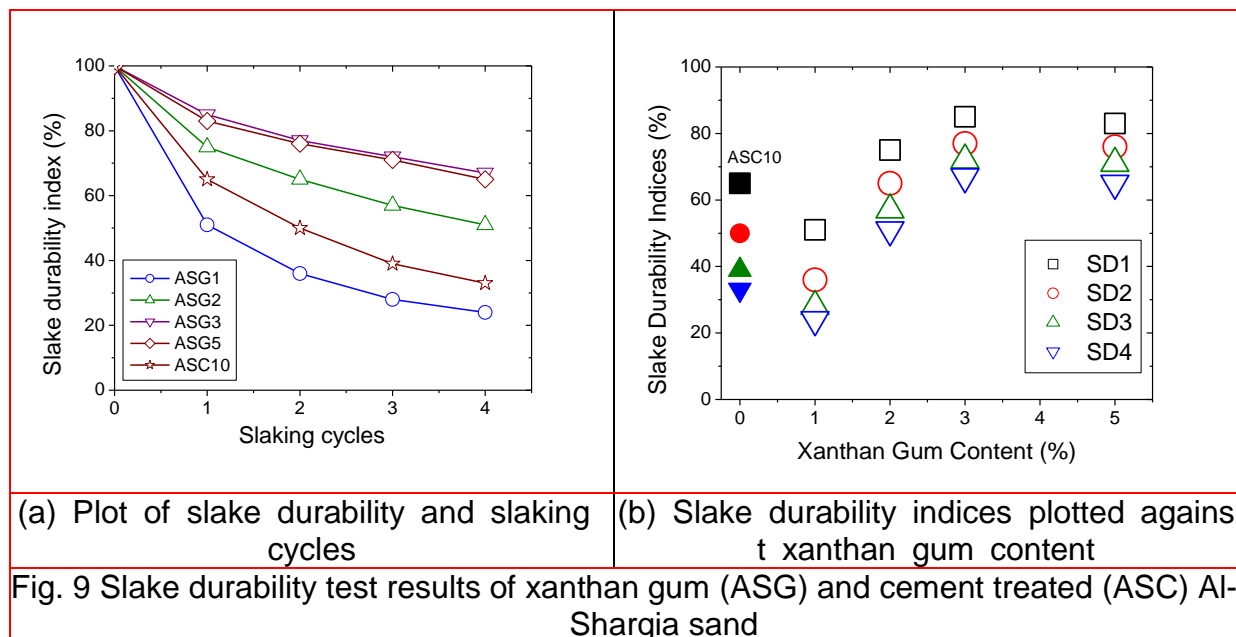 100
80
60
40
20
0
0
1
2
3
4
Slake durability index (%)
Slaking cycles
ASG1
ASG2
ASG3
ASG5
ASC10
100
80
60
40
20
0
0
1
2
3
4
5
Slake Durability Indices (%)
Xanthan Gum Content (%)
ASC10
SD1
SD2
SD3
SD4
(a) Plot of slake durability and slaking
cycles
(b) Slake durability indices plotted agains
t xanthan gum content
Fig. 9 Slake durability test results of xanthan gum (ASG) and cement treated (ASC) Al-
Sharqia sand